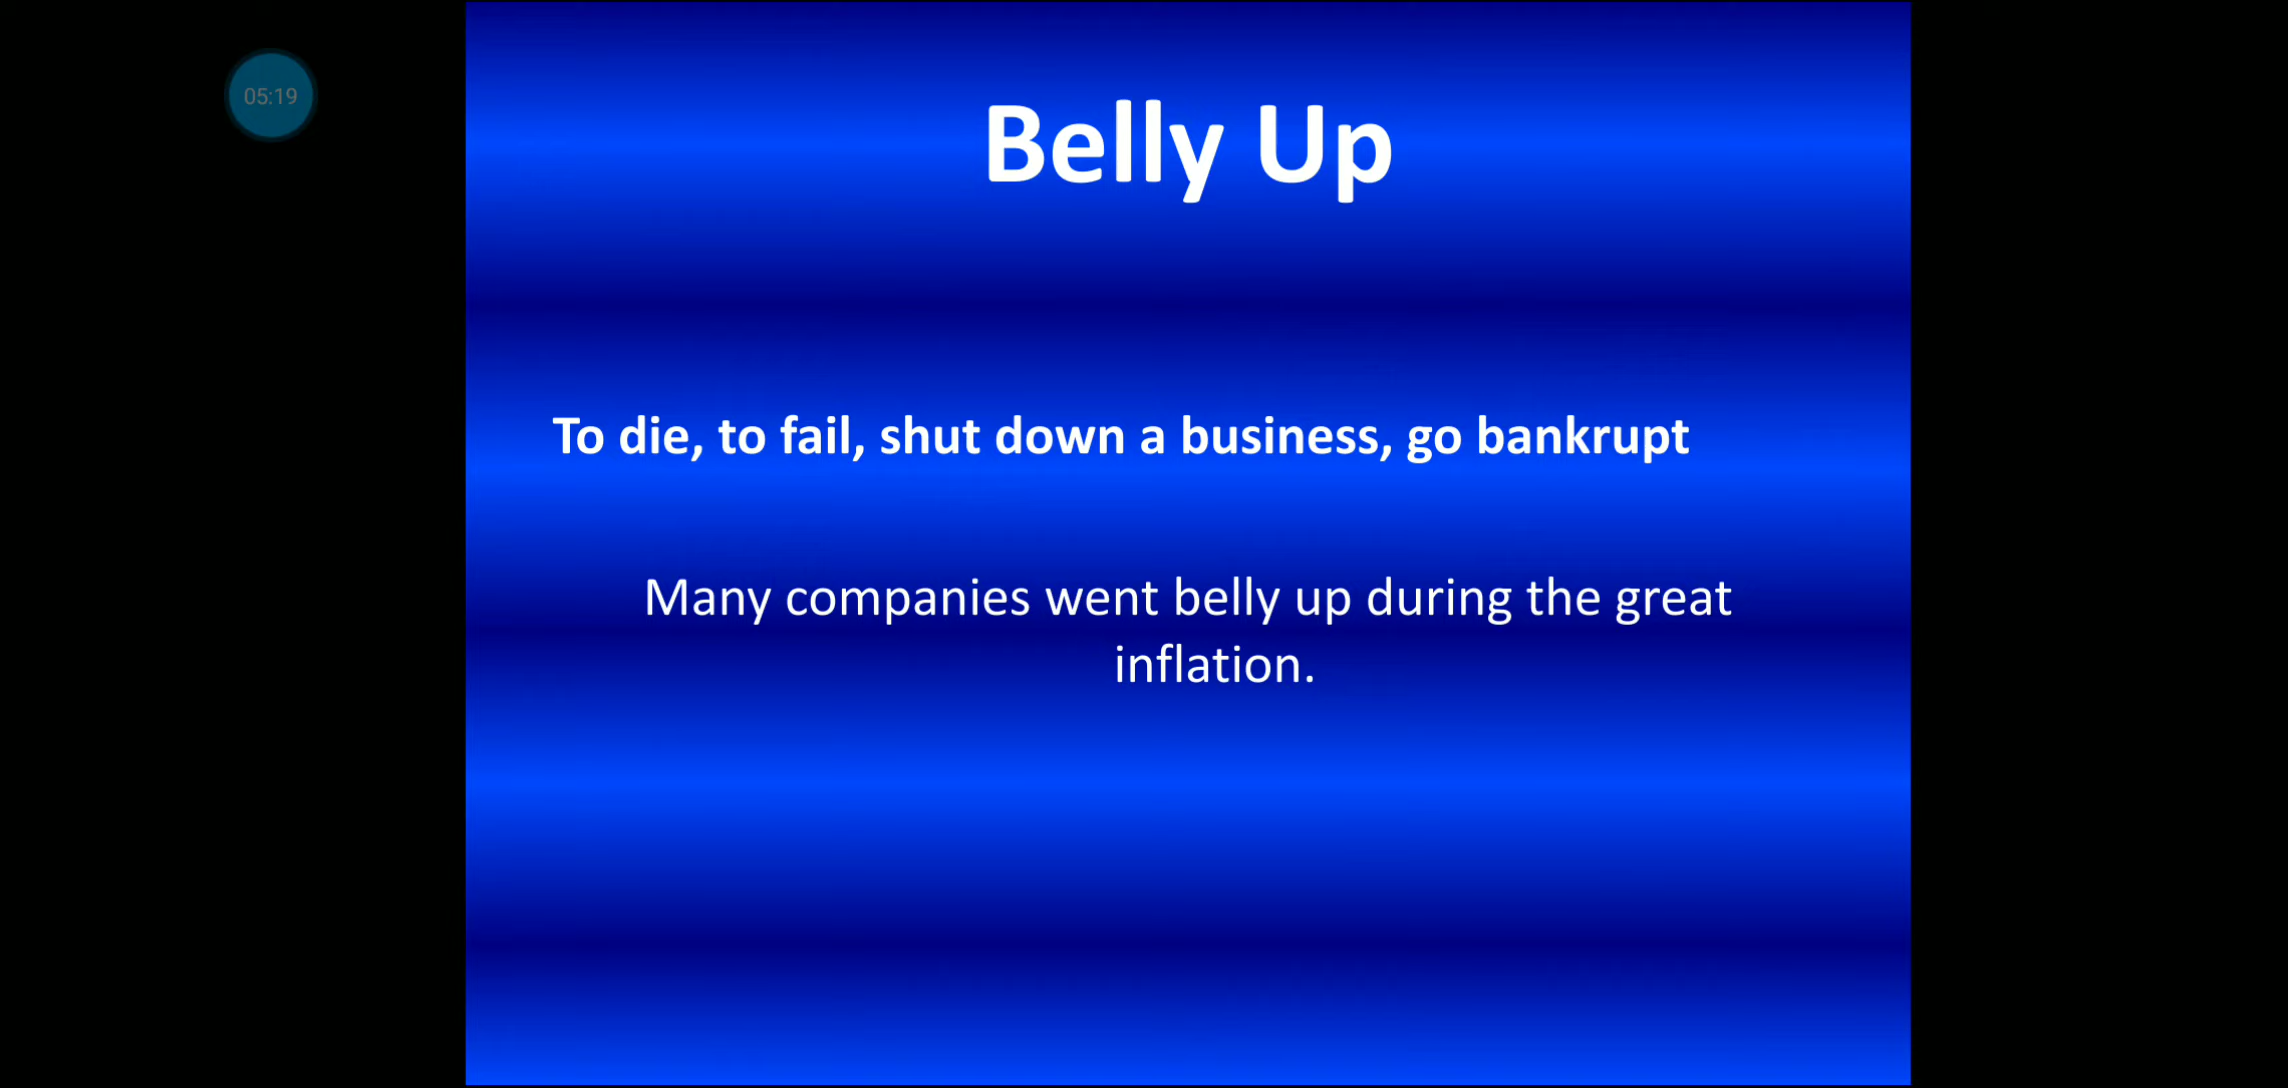 05:19
Belly Up
To die, to fail, shut down a business, go bankrupt
Many companies went belly up during the great
inflation.